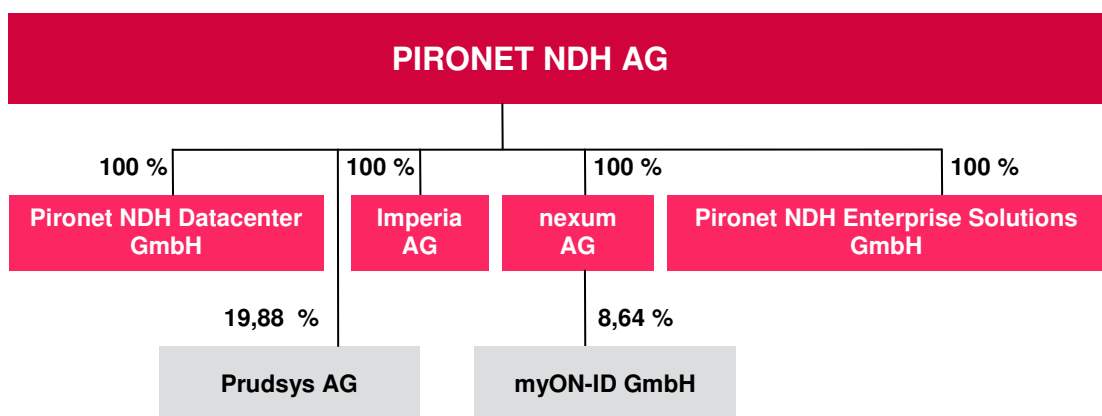 PIRONET NDH AG
100 %
100 %
100 %
100 %
Pironet NDH Datacenter
GmbH
Imperia
AG
nexum
AG
Pironet NDH Enterprise Solutions
GmbH
19,88 %
8,64 %
Prudsys AG
myON-ID GmbH